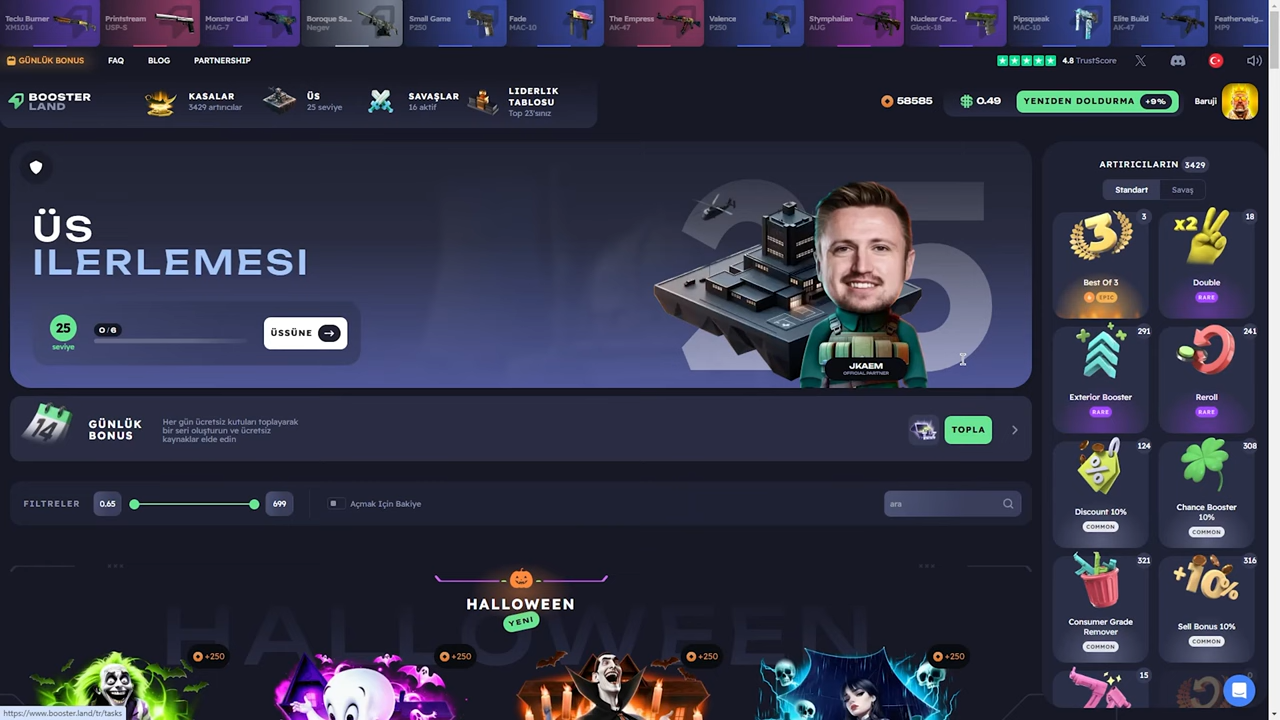 Teclu Burner
XM1014
Printstream
USP-S
Monster Call
MAG-7
Boroque Sa...
Negev
Small Game
P250
Fade
MAC-10
The Empress
AK-47
Valence
P250
Stymphalian
AUG
Nuclear Gar...
Glock-18
Pipsqueak
MAC-10
Elite Build
AK-47
Featherweig...
MP9
GÜNLÜK BONUS
FAQ
BLOG
PARTNERSHIP
4.8 TrustScore
BOOSTER
LAND
KASALAR
3429 artırıcılar
ÜS
25 seviye
SAVAŞLAR
16 aktif
LIDERLIK
TABLOSU
Top 23'sınız
58585
0.49
YENIDEN DOLDURMA +9%
Baruji
25
ÜS
ILERLEMESI
25
seviye
0/6
ÜSSÜNE
JKAEM
OFFICIAL PARTNER
14
GÜNLÜK
BONUS
Her gün ücretsiz kutuları toplayarak
bir seri oluşturun ve ücretsiz
kaynaklar elde edin
TOPLA
FILTRELER
0.65
699
Açmak Için Bakiye
ara
HALLOWEEN
HALLOWEEN
YENI
+250
+250
+250
+250
ARTIRICILARIN 3429
Standart
Savaş
3
3
Best Of 3
EPIC
18
x2
Double
RARE
291
Exterior Booster
RARE
241
Reroll
RARE
124
%
Discount 10%
COMMON
308
Chance Booster
10%
COMMON
321
Consumer Grade
Remover
COMMON
316
+10%
Sell Bonus 10%
COMMON
15
https://www.booster.land/tr/tasks